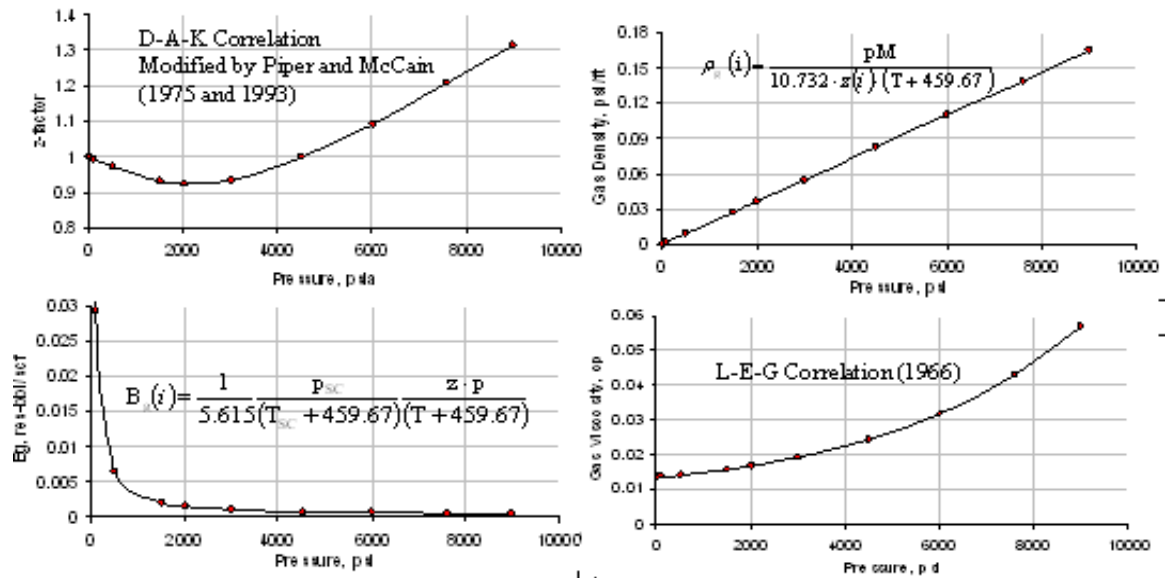 1.4
1.3
1.2
1.1
1
0.9
0.8
z-factor
D-A-K Correlation
Modified by Piper and McCain
(1975 and 1993)
0 2000 4000 6000 8000 10000
Pressure, psia
0.18
0.15
0.12
0.09
0.06
0.03
0
Gas Density, psi/ft
ρg(i)= pM / 10.732·z(i)·(T+459.67)
0 2000 4000 6000 8000 10000
Pressure, psi
0.03
0.025
0.02
0.015
0.01
0.005
0
Bg, res-bbl/scf
Bg(i)= 1 / 5.615 pSC / (TSC+459.67) z·p / (T+459.67)
0 2000 4000 6000 8000 10000
Pressure, psi
0.06
0.05
0.04
0.03
0.02
0.01
0
Gas Viscosity, cp
L-E-G Correlation (1966)
0 2000 4000 6000 8000 10000
Pressure, psi